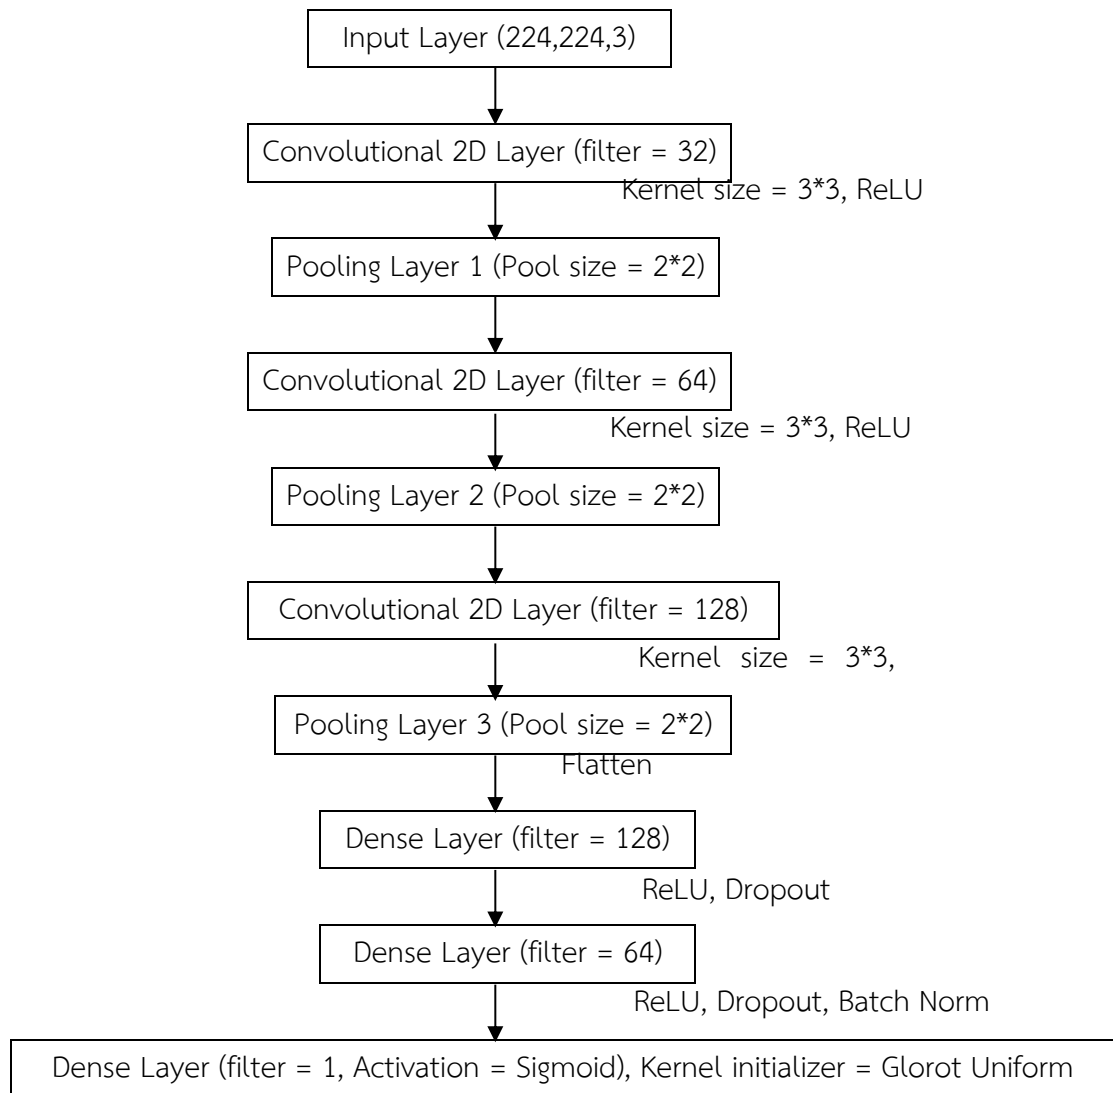 Input Layer (224,224,3)
Convolutional 2D Layer (filter = 32)
Kernel size = 3*3, ReLU
Pooling Layer 1 (Pool size = 2*2)
Convolutional 2D Layer (filter = 64)
Kernel size = 3*3, ReLU
Pooling Layer 2 (Pool size = 2*2)
Convolutional 2D Layer (filter = 128)
Kernel size = 3*3,
Pooling Layer 3 (Pool size = 2*2)
Flatten
Dense Layer (filter = 128)
ReLU, Dropout
Dense Layer (filter = 64)
ReLU, Dropout, Batch Norm
Dense Layer (filter = 1, Activation = Sigmoid), Kernel initializer = Glorot Uniform